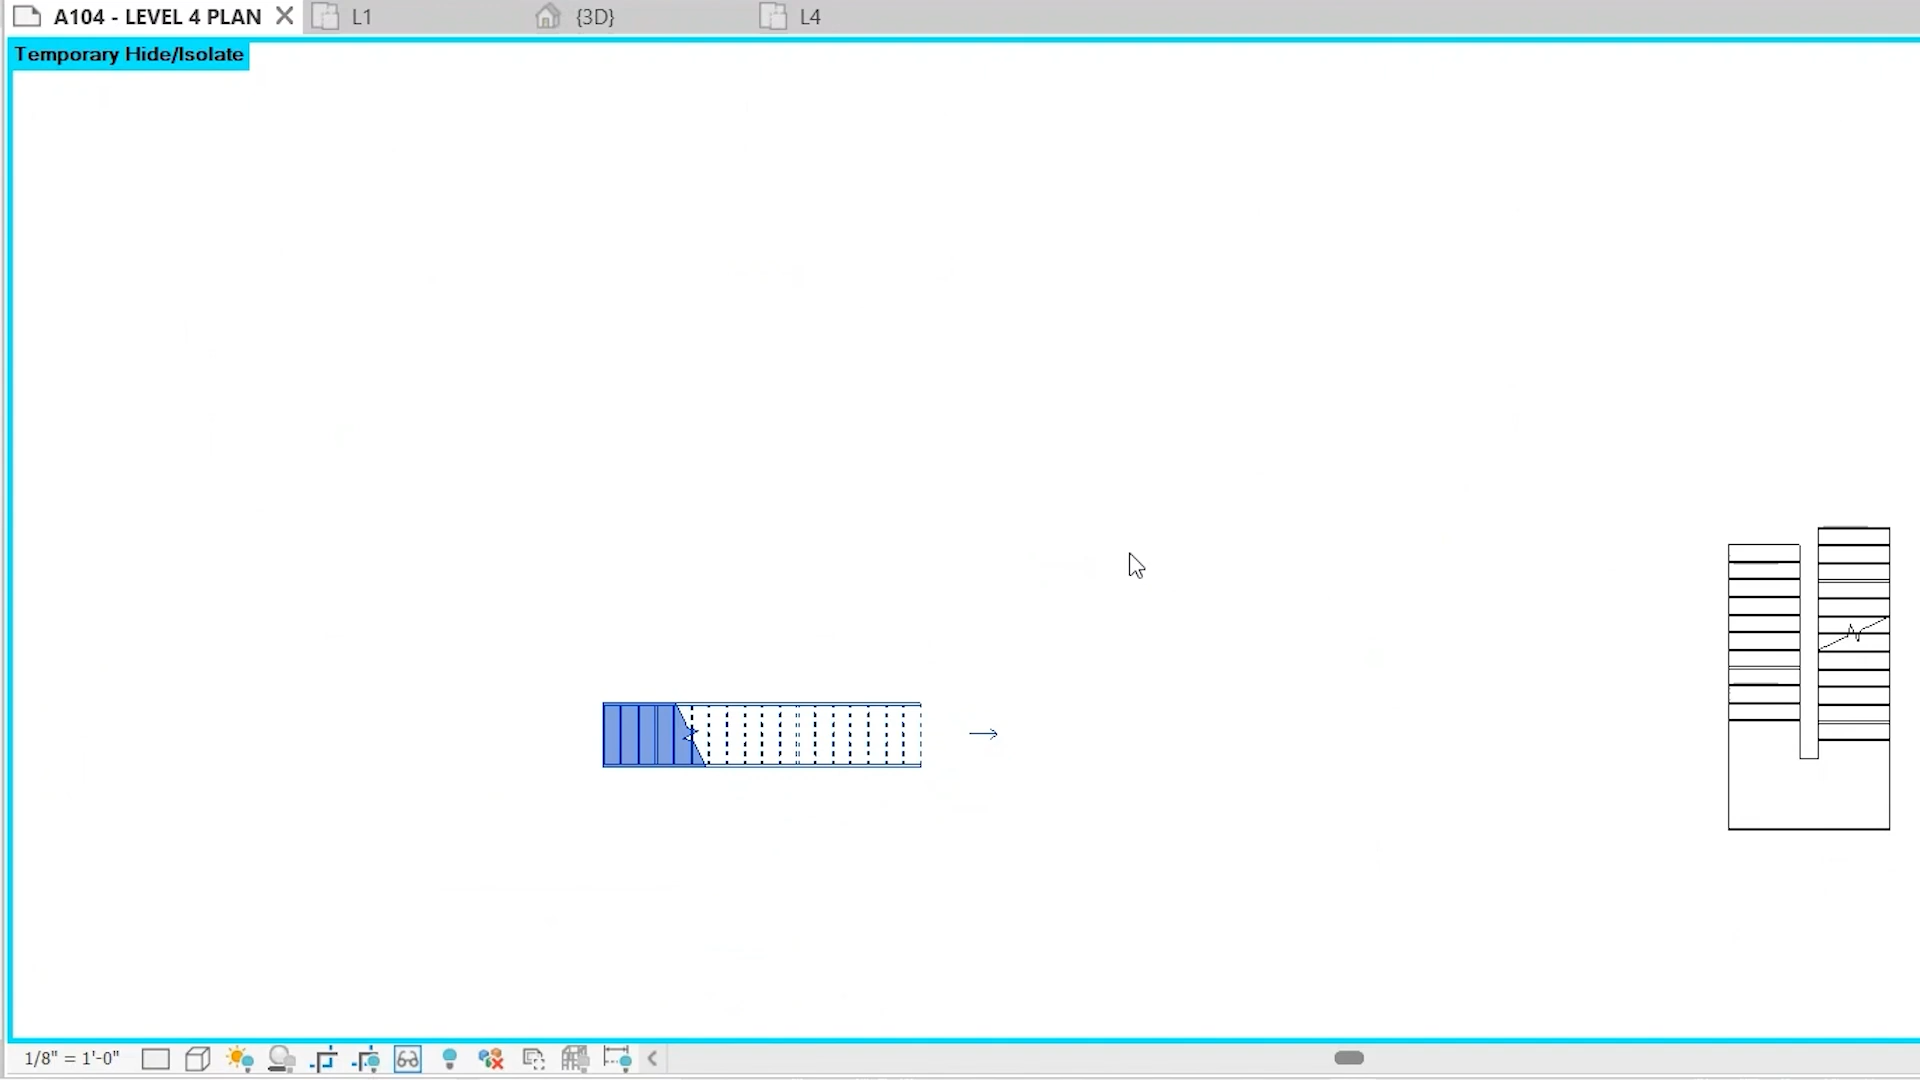 A104 - LEVEL 4 PLAN
L1
{3D}
L4
Temporary Hide/Isolate
1/8" = 1'-0"